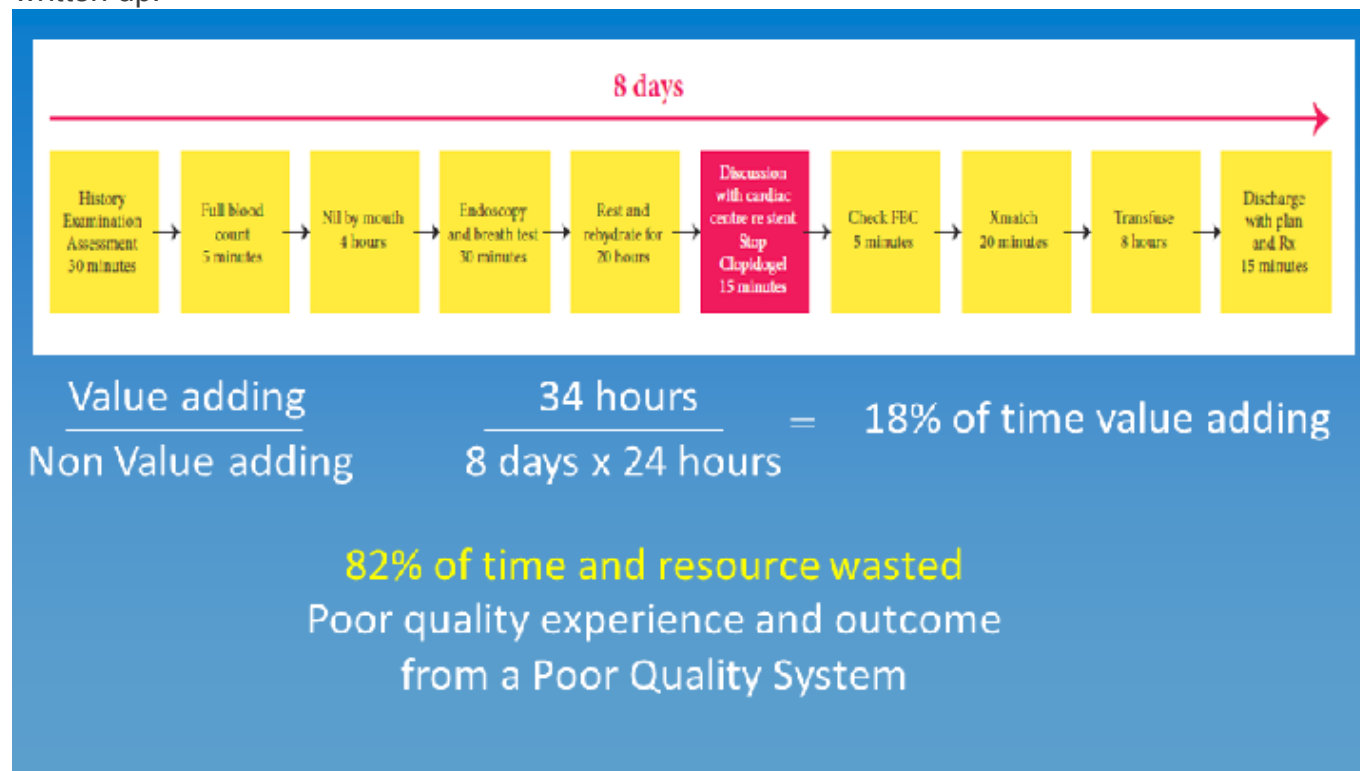 8 days
History
Examination
Assessment
30 minutes
Full blood
count
5 minutes
Nil by mouth
4 hours
Endoscopy
and breath test
30 minutes
Rest and
rehydrate for
20 hours
Discussion
with cardiac
centre re stent
Stop
Clopidogel
15 minutes
Check FBC
5 minutes
Xmatch
20 minutes
Transfuse
8 hours
Discharge
with plan
and Rx
15 minutes
Value adding
Non Value adding
34 hours
8 days x 24 hours
= 18% of time value adding
82% of time and resource wasted
Poor quality experience and outcome
from a Poor Quality System